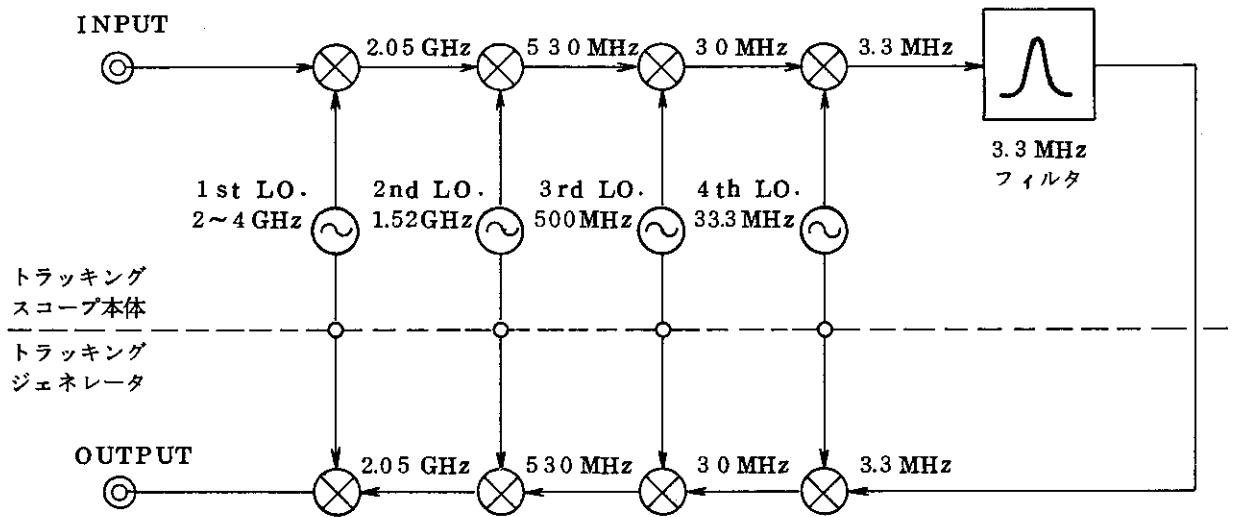 INPUT
2.05 GHz
530 MHz
30 MHz
3.3 MHz
3.3 MHz
フィルタ
1st LO.
2~4 GHz
2nd LO.
1.52GHz
3rd LO.
500MHz
4th LO.
33.3MHz
トラッキング
スコープ本体
トラッキング
ジェネレータ
OUTPUT
2.05 GHz
530 MHz
30 MHz
3.3 MHz